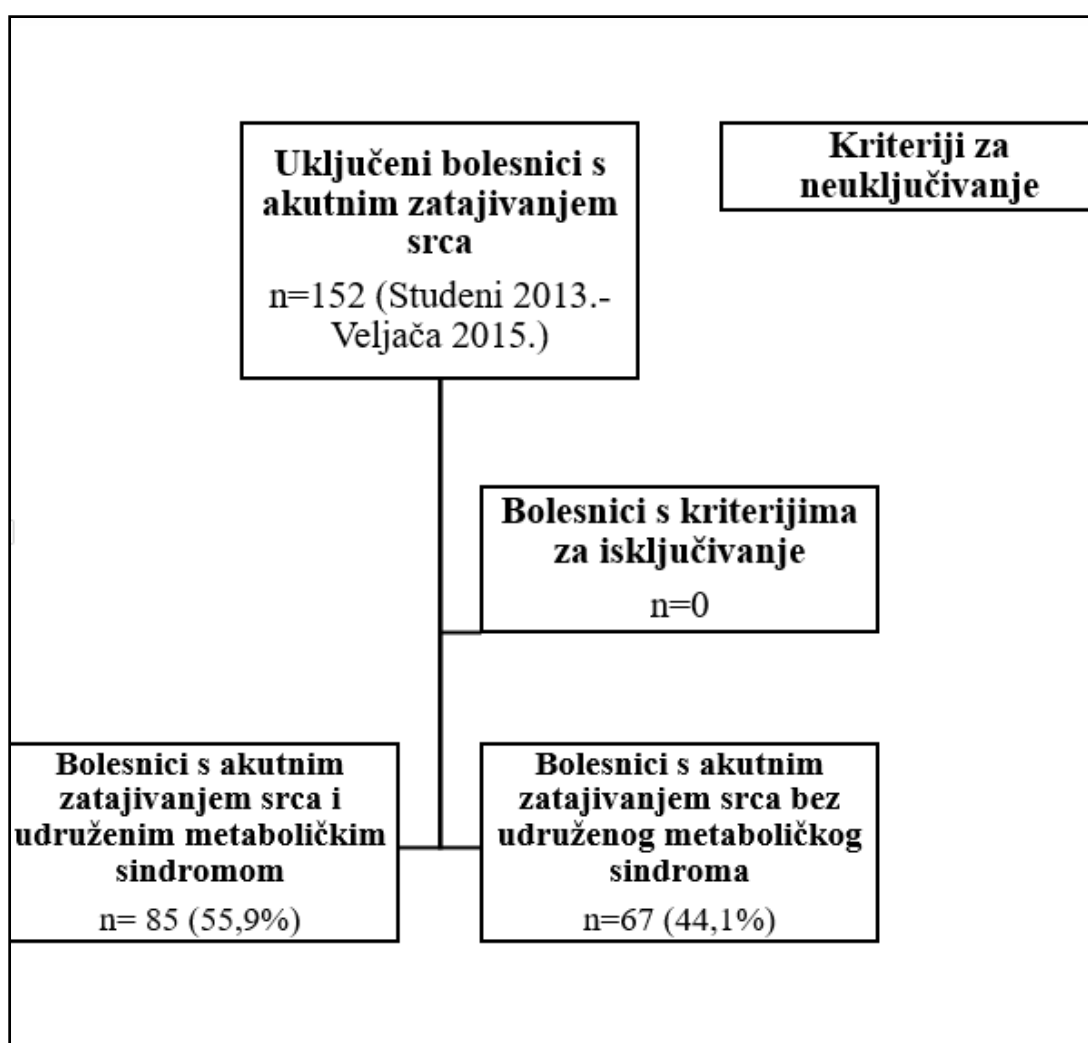 Uključeni bolesnici s
akutnim zatajivanjem
srca
n=152 (Studeni 2013.-
Veljača 2015.)
Kriteriji za
neuključivanje
Bolesnici s kriterijima
za isključivanje
n=0
Bolesnici s akutnim
zatajivanjem srca i
udruženim metaboličkim
sindromom
n= 85 (55,9%)
Bolesnici s akutnim
zatajivanjem srca bez
udruženog metaboličkog
sindroma
n=67 (44,1%)